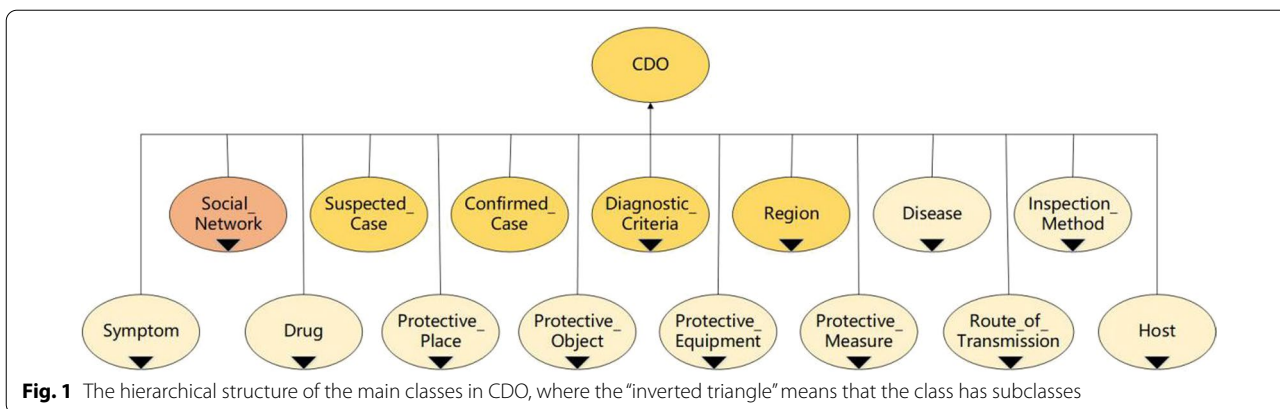 CDO
Social_
Network
Suspected_
Case
Confirmed_
Case
Diagnostic_
Criteria
Region
Disease
Inspection_
Method
Symptom
Drug
Protective_
Place
Protective_
Object
Protective_
Equipment
Protective_
Measure
Route_of_
Transmission
Host
Fig. 1 The hierarchical structure of the main classes in CDO, where the “inverted triangle” means that the class has subclasses